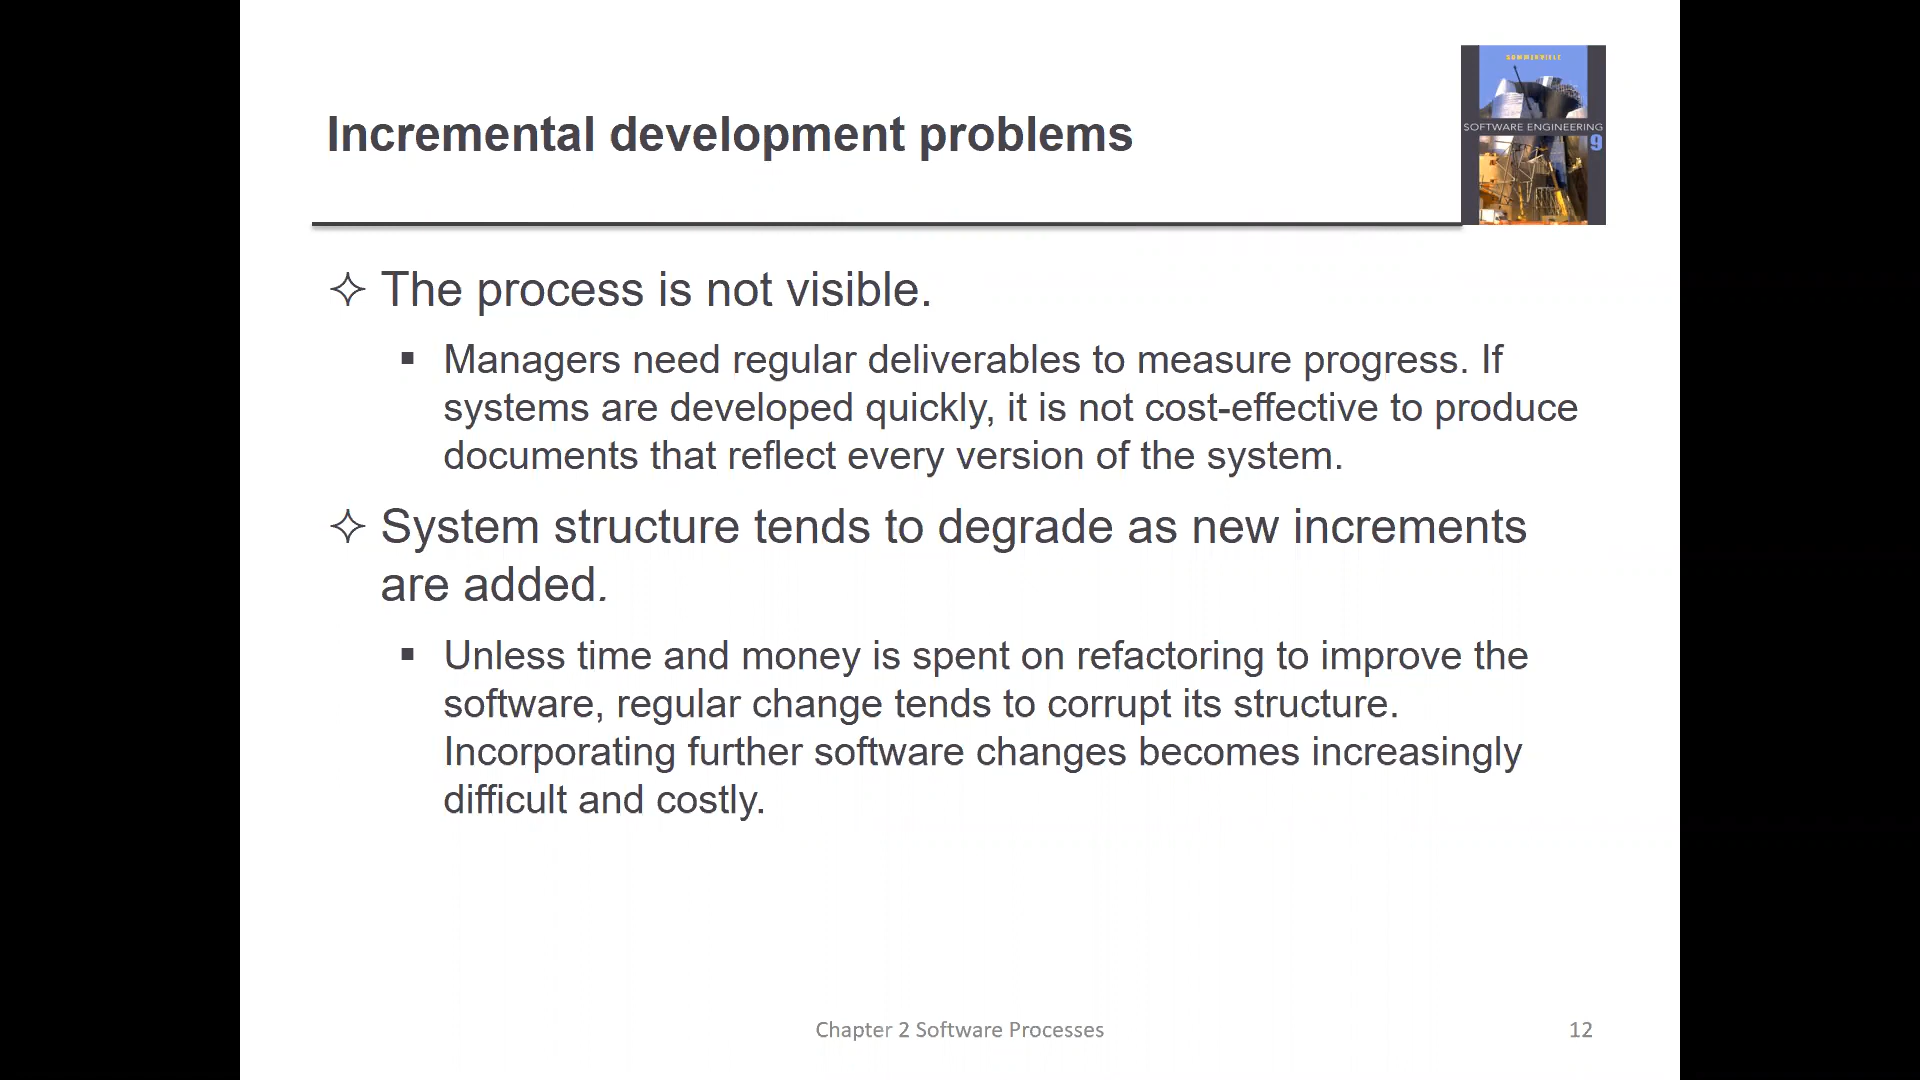 SOMMERVILLE
SOFTWARE ENGINEERING
9
Incremental development problems
✧ The process is not visible.
▪ Managers need regular deliverables to measure progress. If
systems are developed quickly, it is not cost-effective to produce
documents that reflect every version of the system.
✧ System structure tends to degrade as new increments
are added.
▪ Unless time and money is spent on refactoring to improve the
software, regular change tends to corrupt its structure.
Incorporating further software changes becomes increasingly
difficult and costly.
Chapter 2 Software Processes
12